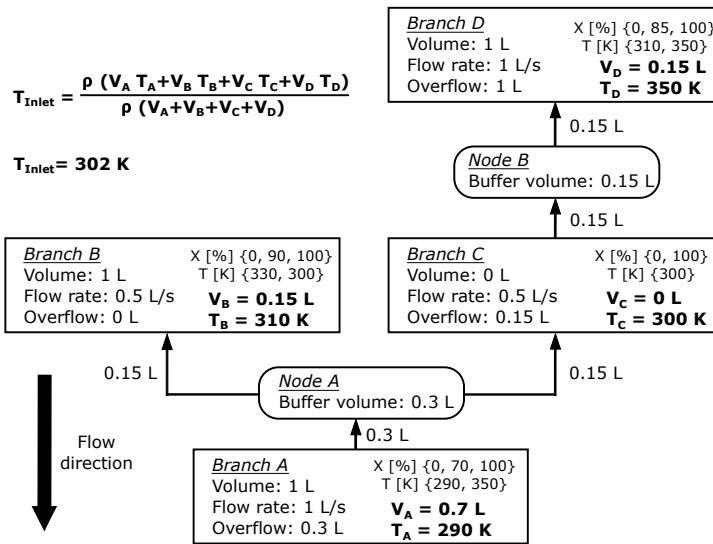 Branch D
X [%] {0, 85, 100}
Volume: 1 L
T [K] {310, 350}
Flow rate: 1 L/s
V_D = 0.15 L
Overflow: 1 L
T_D = 350 K
T_Inlet = ρ (V_A T_A+V_B T_B+V_C T_C+V_D T_D)
ρ (V_A+V_B+V_C+V_D)
0.15 L
T_Inlet= 302 K
Node B
Buffer volume: 0.15 L
0.15 L
Branch B
X [%] {0, 90, 100}
Volume: 1 L
T [K] {330, 300}
Flow rate: 0.5 L/s
V_B = 0.15 L
Overflow: 0 L
T_B = 310 K
Branch C
X [%] {0, 100}
Volume: 0 L
T [K] {300}
Flow rate: 0.5 L/s
V_C = 0 L
Overflow: 0.15 L
T_C = 300 K
0.15 L
0.15 L
Node A
Buffer volume: 0.3 L
0.3 L
Flow
direction
Branch A
X [%] {0, 70, 100}
Volume: 1 L
T [K] {290, 350}
Flow rate: 1 L/s
V_A = 0.7 L
Overflow: 0.3 L
T_A = 290 K